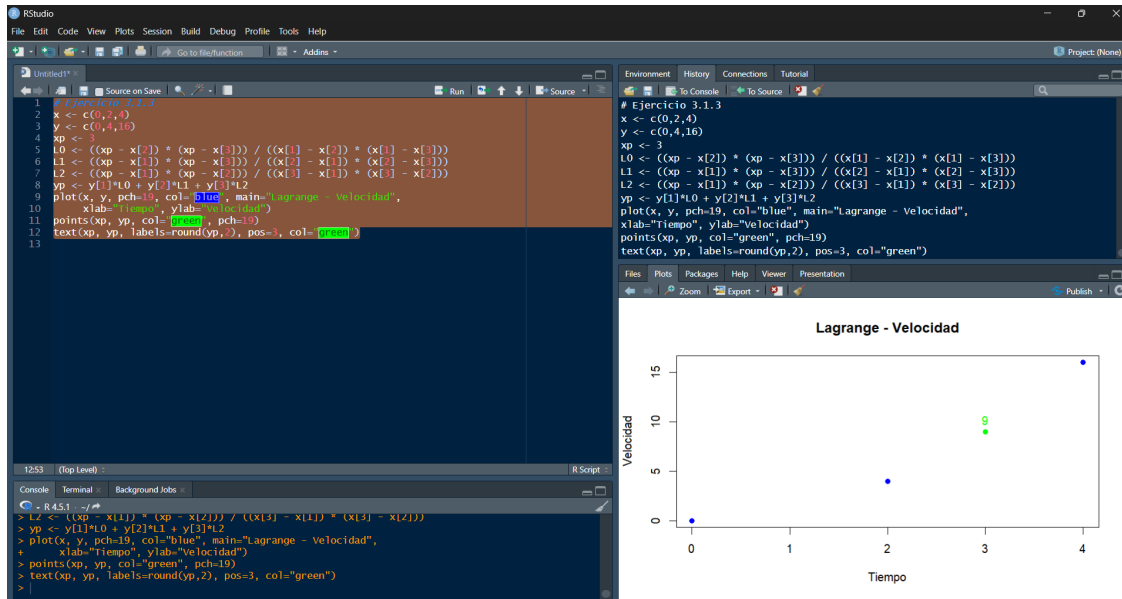 RStudio
File Edit Code View Plots Session Build Debug Profile Tools Help
Go to file/function Addins Project: (None)
Untitled1*
Source on Save Run Source
1 # Ejercicio 3.1.3
2 x <- c(0,2,4)
3 y <- c(0,4,16)
4 xp <- 3
5 L0 <- ((xp - x[2]) * (xp - x[3])) / ((x[1] - x[2]) * (x[1] - x[3]))
6 L1 <- ((xp - x[1]) * (xp - x[3])) / ((x[2] - x[1]) * (x[2] - x[3]))
7 L2 <- ((xp - x[1]) * (xp - x[2])) / ((x[3] - x[1]) * (x[3] - x[2]))
8 yp <- y[1]*L0 + y[2]*L1 + y[3]*L2
9 plot(x, y, pch=19, col="blue", main="Lagrange - Velocidad",
10 xlab="Tiempo", ylab="Velocidad")
11 points(xp, yp, col="green", pch=19)
12 text(xp, yp, labels=round(yp,2), pos=3, col="green")
13
12:53 (Top Level) R Script
Console Terminal Background Jobs
R 4.5.1 · ~/
> L2 <- ((xp - x[1]) * (xp - x[2])) / ((x[3] - x[1]) * (x[3] - x[2]))
> yp <- y[1]*L0 + y[2]*L1 + y[3]*L2
> plot(x, y, pch=19, col="blue", main="Lagrange - Velocidad",
+ xlab="Tiempo", ylab="Velocidad")
> points(xp, yp, col="green", pch=19)
> text(xp, yp, labels=round(yp,2), pos=3, col="green")
>
Environment History Connections Tutorial
To Console To Source
# Ejercicio 3.1.3
x <- c(0,2,4)
y <- c(0,4,16)
xp <- 3
L0 <- ((xp - x[2]) * (xp - x[3])) / ((x[1] - x[2]) * (x[1] - x[3]))
L1 <- ((xp - x[1]) * (xp - x[3])) / ((x[2] - x[1]) * (x[2] - x[3]))
L2 <- ((xp - x[1]) * (xp - x[2])) / ((x[3] - x[1]) * (x[3] - x[2]))
yp <- y[1]*L0 + y[2]*L1 + y[3]*L2
plot(x, y, pch=19, col="blue", main="Lagrange - Velocidad",
xlab="Tiempo", ylab="Velocidad")
points(xp, yp, col="green", pch=19)
text(xp, yp, labels=round(yp,2), pos=3, col="green")
Files Plots Packages Help Viewer Presentation
Zoom Export Publish
Lagrange - Velocidad
Velocidad
15
10
5
0
9
0 1 2 3 4
Tiempo